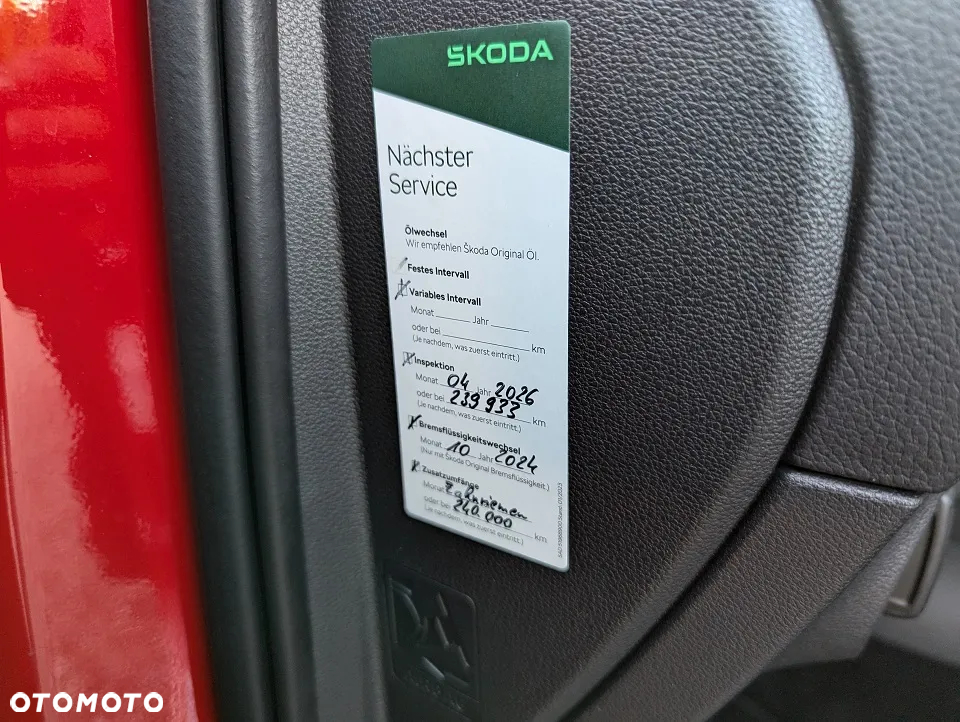 ŠKODA
Nächster
Service
Ölwechsel
Wir empfehlen Škoda Original Öl.
Festes Intervall
Variables Intervall
Monat Jahr
oder bei km
(Je nachdem, was zuerst eintritt.)
Inspektion
Monat 04 Jahr 2026
oder bei 239 933 km
(Je nachdem, was zuerst eintritt.)
Bremsflüssigkeitswechsel
Monat 10 Jahr 2024
(Nur mit Škoda Original Bremsflüssigkeit.)
Zusatzumfänge
Monat Zahnriemen
oder bei 240.000 km
(Je nachdem, was zuerst eintritt.)
OTOMOTO